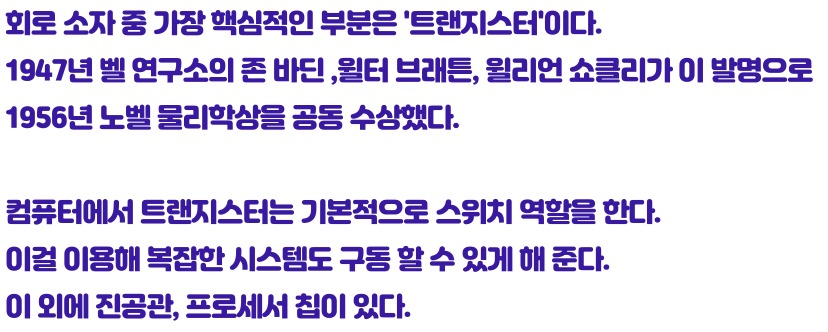 회로 소자 중 가장 핵심적인 부분은 '트랜지스터'이다.
1947년 벨 연구소의 존 바딘 ,윌터 브래튼, 윌리언 쇼클리가 이 발명으로
1956년 노벨 물리학상을 공동 수상했다.
컴퓨터에서 트랜지스터는 기본적으로 스위치 역할을 한다.
이걸 이용해 복잡한 시스템도 구동 할 수 있게 해 준다.
이 외에 진공관, 프로세서 칩이 있다.